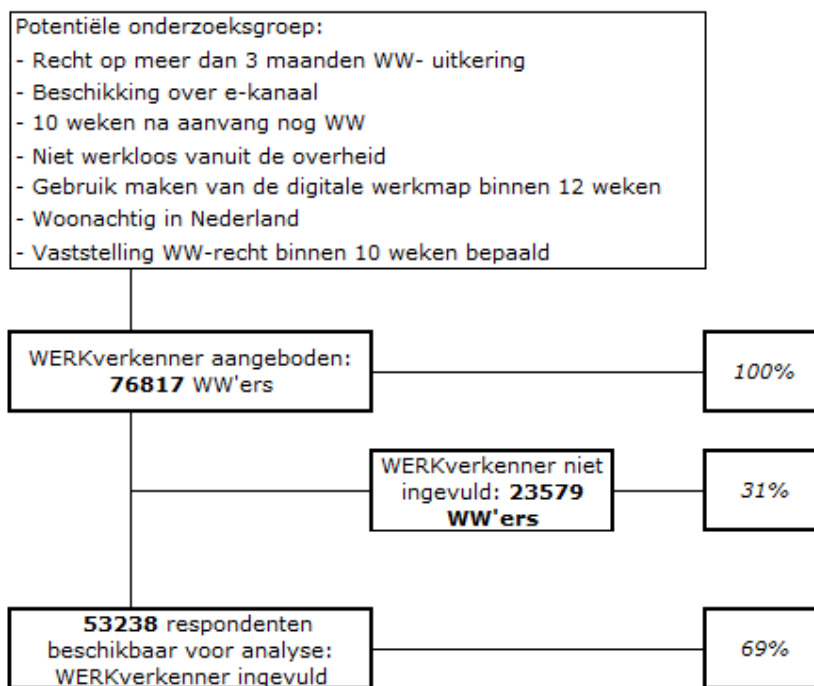 Potentiële onderzoeksgroep:
- Recht op meer dan 3 maanden WW- uitkering
- Beschikking over e-kanaal
- 10 weken na aanvang nog WW
- Niet werkloos vanuit de overheid
- Gebruik maken van de digitale werkmap binnen 12 weken
- Woonachtig in Nederland
- Vaststelling WW-recht binnen 10 weken bepaald
WERKverkenner aangeboden:
76817 WW'ers
100%
WERKverkenner niet
ingevuld: 23579
WW'ers
31%
53238 respondenten
beschikbaar voor analyse:
WERKverkenner ingevuld
69%